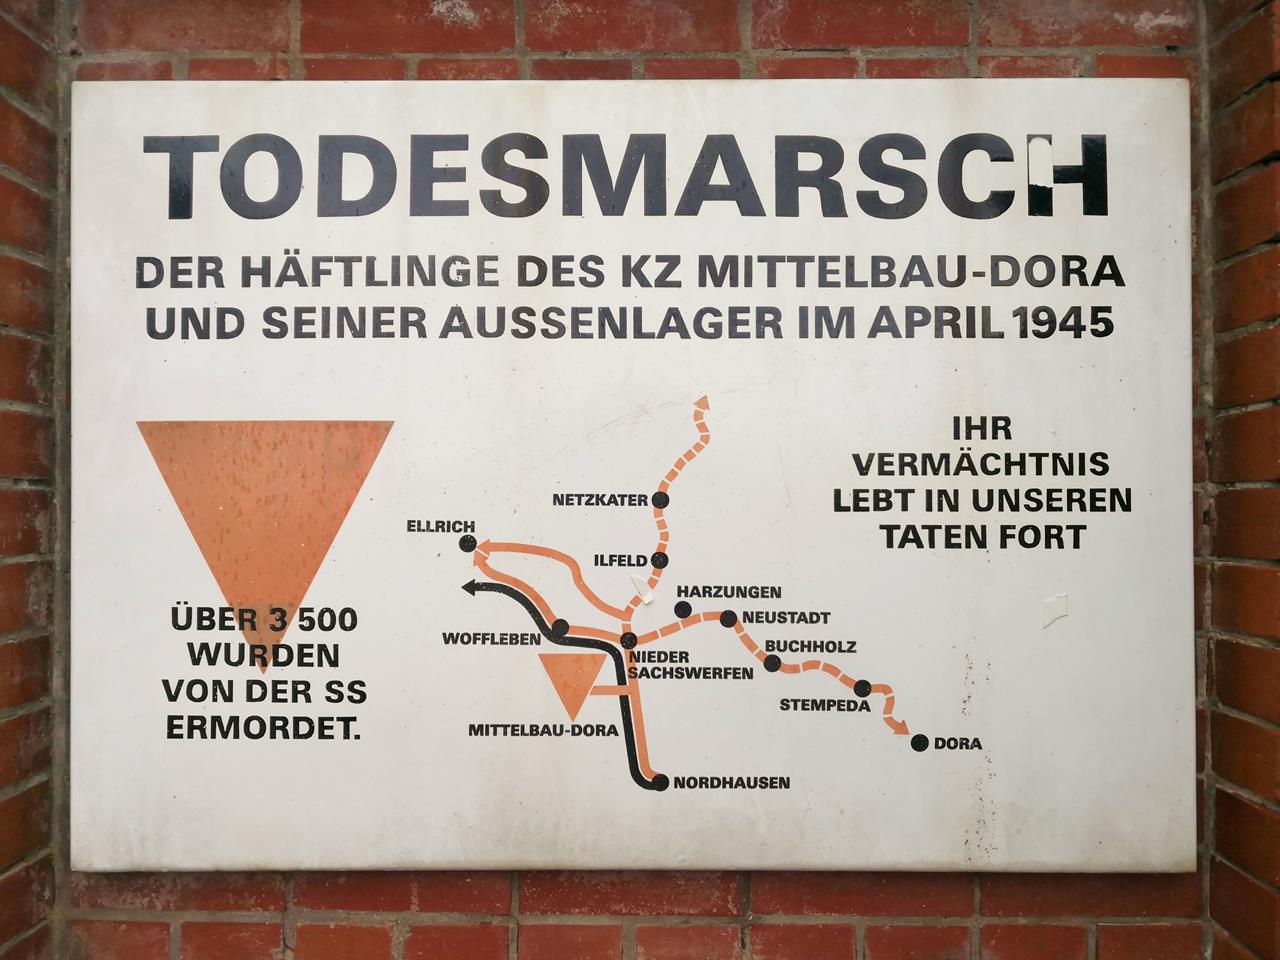 TODESMARSCH
DER HÄFTLINGE DES KZ MITTELBAU-DORA
UND SEINER AUSSENLAGER IM APRIL 1945
IHR
VERMÄCHTNIS
LEBT IN UNSEREN
TATEN FORT
ÜBER 3 500
WURDEN
VON DER SS
ERMORDET.
NETZKATER
ELLRICH
ILFELD
HARZUNGEN
NEUSTADT
WOFFLEBEN
BUCHHOLZ
NIEDER
SACHSWERFEN
STEMPEDA
MITTELBAU-DORA
DORA
NORDHAUSEN